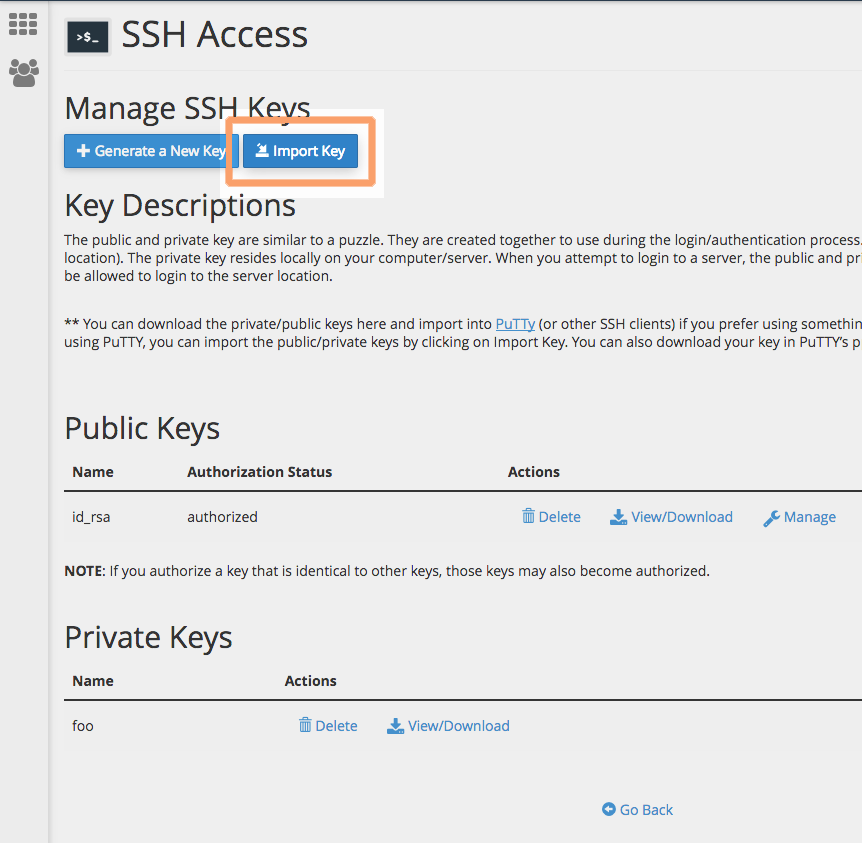 >$_ SSH Access
Manage SSH Keys
Generate a New Key Import Key
Key Descriptions
The public and private key are similar to a puzzle. They are created together to use during the login/authentication process.
location). The private key resides locally on your computer/server. When you attempt to login to a server, the public and pri
be allowed to login to the server location.
** You can download the private/public keys here and import into PuTTy (or other SSH clients) if you prefer using somethin
using PuTTY, you can import the public/private keys by clicking on Import Key. You can also download your key in PuTTY's p
Public Keys
Name Authorization Status Actions
id_rsa authorized Delete View/Download Manage
NOTE: If you authorize a key that is identical to other keys, those keys may also become authorized.
Private Keys
Name Actions
foo Delete View/Download
Go Back